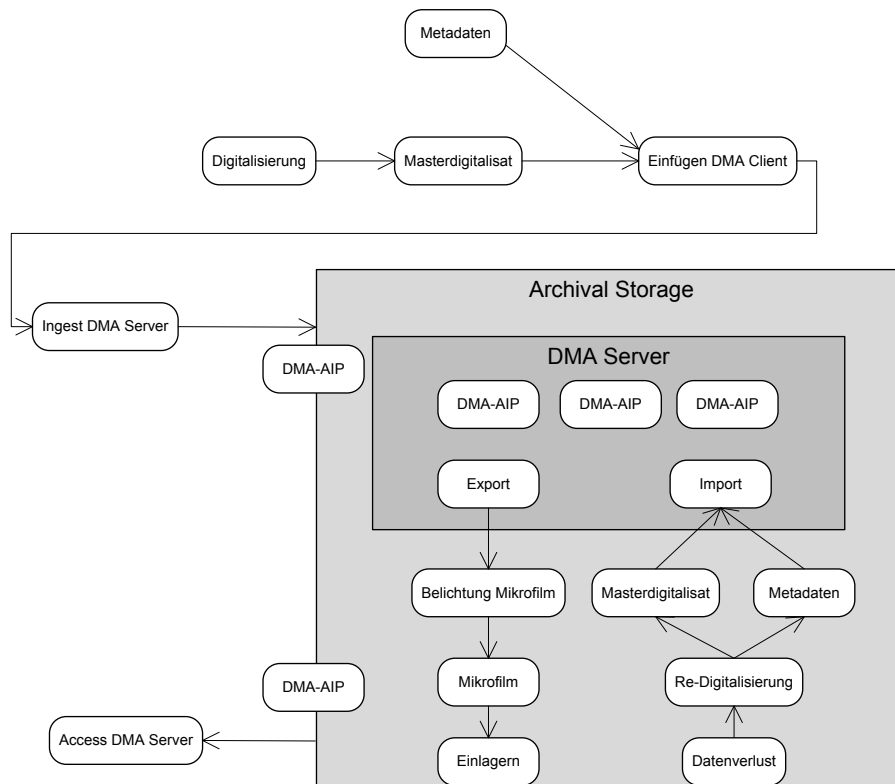 Metadaten
Digitalisierung
Masterdigitalisat
Einfügen DMA Client
Archival Storage
Ingest DMA Server
DMA-AIP
DMA Server
DMA-AIP
DMA-AIP
DMA-AIP
Export
Import
Belichtung Mikrofilm
Masterdigitalisat
Metadaten
DMA-AIP
Mikrofilm
Re-Digitalisierung
Access DMA Server
Einlagern
Datenverlust